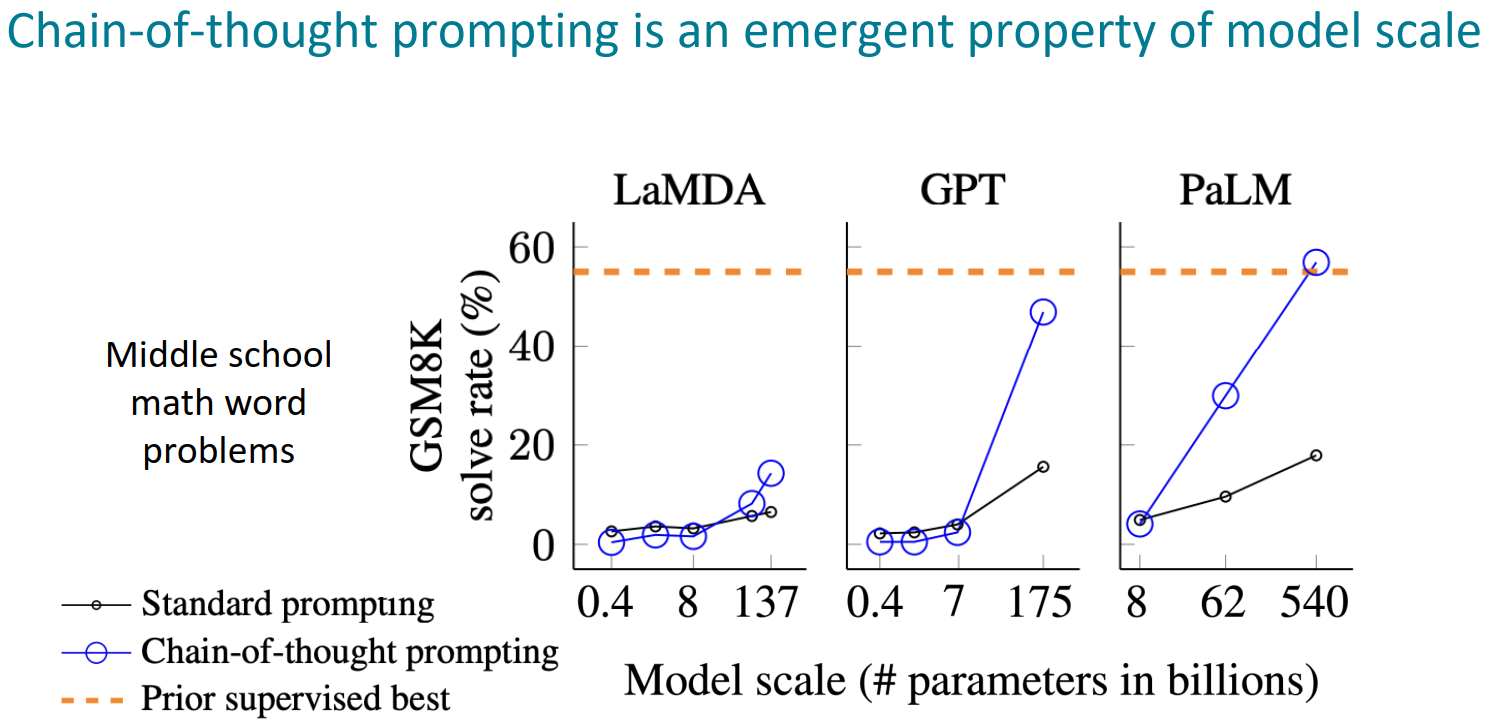 Chain-of-thought prompting is an emergent property of model scale
LaMDA
GPT
PaLM
Middle school
math word
problems
GSM8K
solve rate (%)
60
40
20
0
0.4 8 137
0.4 7 175
8 62 540
Model scale (# parameters in billions)
Standard prompting
Chain-of-thought prompting
Prior supervised best